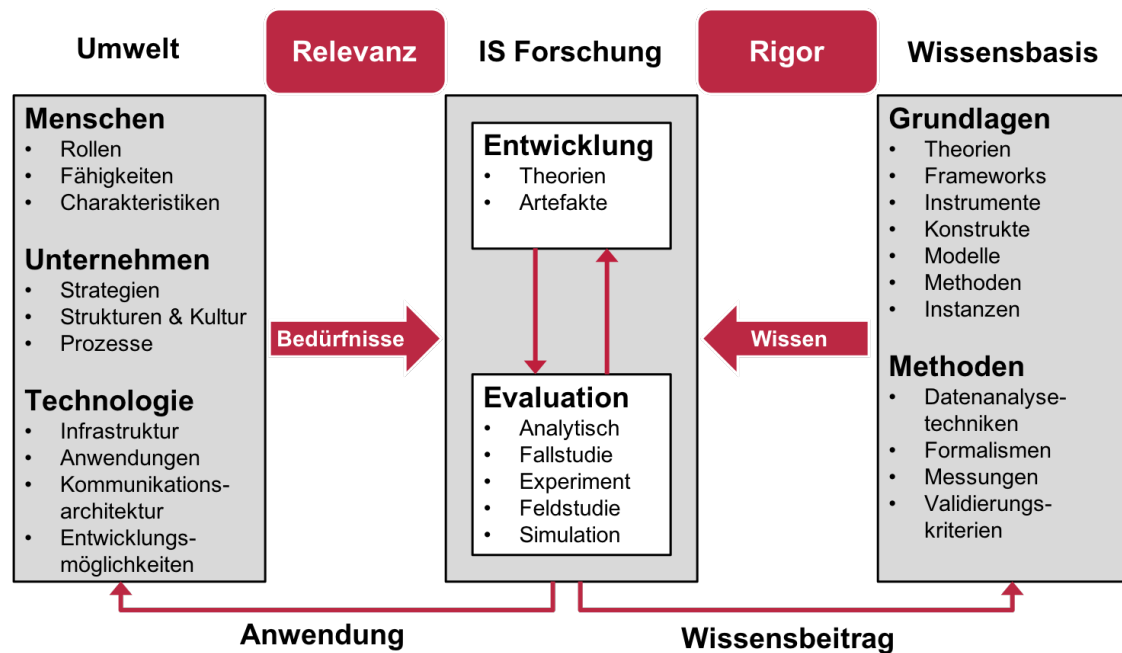 Umwelt
Relevanz
IS Forschung
Rigor
Wissensbasis
Menschen
• Rollen
• Fähigkeiten
• Charakteristiken
Unternehmen
• Strategien
• Strukturen & Kultur
• Prozesse
Technologie
• Infrastruktur
• Anwendungen
• Kommunikations-
architektur
• Entwicklungs-
möglichkeiten
Bedürfnisse
Entwicklung
• Theorien
• Artefakte
Evaluation
• Analytisch
• Fallstudie
• Experiment
• Feldstudie
• Simulation
Wissen
Grundlagen
• Theorien
• Frameworks
• Instrumente
• Konstrukte
• Modelle
• Methoden
• Instanzen
Methoden
• Datenanalyse-
techniken
• Formalismen
• Messungen
• Validierungs-
kriterien
Anwendung
Wissensbeitrag